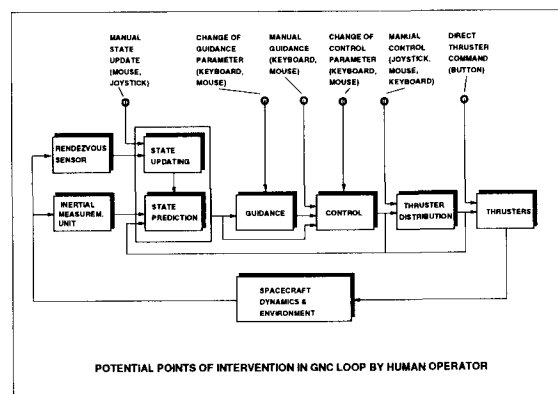 MANUAL
STATE
UPDATE
(MOUSE,
JOYSTICK)
CHANGE OF
GUIDANCE
PARAMETER
(KEYBOARD,
MOUSE)
MANUAL
GUIDANCE
(KEYBOARD,
MOUSE)
CHANGE OF
CONTROL
PARAMETER
(KEYBOARD,
MOUSE)
MANUAL
CONTROL
(JOYSTICK,
MOUSE,
KEYBOARD)
DIRECT
THRUSTER
COMMAND
(BUTTON)
RENDEZVOUS
SENSOR
STATE
UPDATING
INERTIAL
MEASUREM.
UNIT
STATE
PREDICTION
GUIDANCE
CONTROL
THRUSTER
DISTRIBUTION
THRUSTERS
SPACECRAFT
DYNAMICS &
ENVIRONMENT
POTENTIAL POINTS OF INTERVENTION IN GNC LOOP BY HUMAN OPERATOR